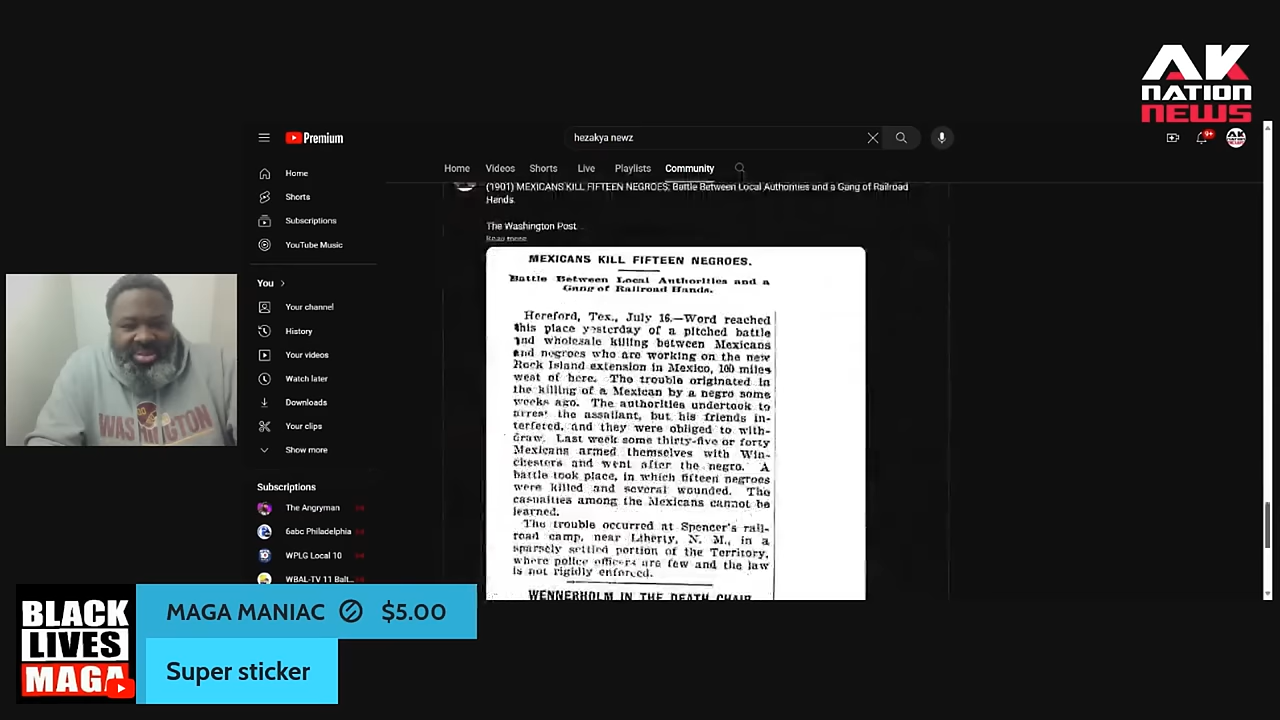 AK
NATION
NEWS
Premium
hezakya newz
9+
Home
Videos
Shorts
Live
Playlists
Community
Home
Shorts
Subscriptions
YouTube Music
You
Your channel
History
Your videos
Watch later
Downloads
Your clips
Show more
Subscriptions
The Angryman
6abc Philadelphia
WPLG Local 10
WBAL-TV 11 Balt...
(1901) MEXICANS KILL FIFTEEN NEGROES. Battle Between Local Authorities and a Gang of Railroad
Hands.
The Washington Post
Read more
MEXICANS KILL FIFTEEN NEGROES.
Battle Between Local Authorities and a
Gang of Railroad Hands.
Hereford, Tex., July 16.—Word reached
this place yesterday of a pitched battle
and wholesale killing between Mexicans
and negroes who are working on the new
Rock Island extension in Mexico, 100 miles
west of here. The trouble originated in
the killing of a Mexican by a negro some
weeks ago. The authorities undertook to
arrest the assailant, but his friends in-
terfered, and they were obliged to with-
draw. Last week some thirty-five or forty
Mexicans armed themselves with Win-
chesters and went after the negro. A
battle took place, in which fifteen negroes
were killed and several wounded. The
casualties among the Mexicans cannot be
learned.
The trouble occurred at Spencer's rail-
road camp, near Liberty, N. M., in a
sparsely settled portion of the Territory,
where police officers are few and the law
is not rigidly enforced.
WENNERHOLM IN THE DEATH CHAIR
WASHINGTON
BLACK
LIVES
MAGA
MAGA MANIAC $5.00
Super sticker